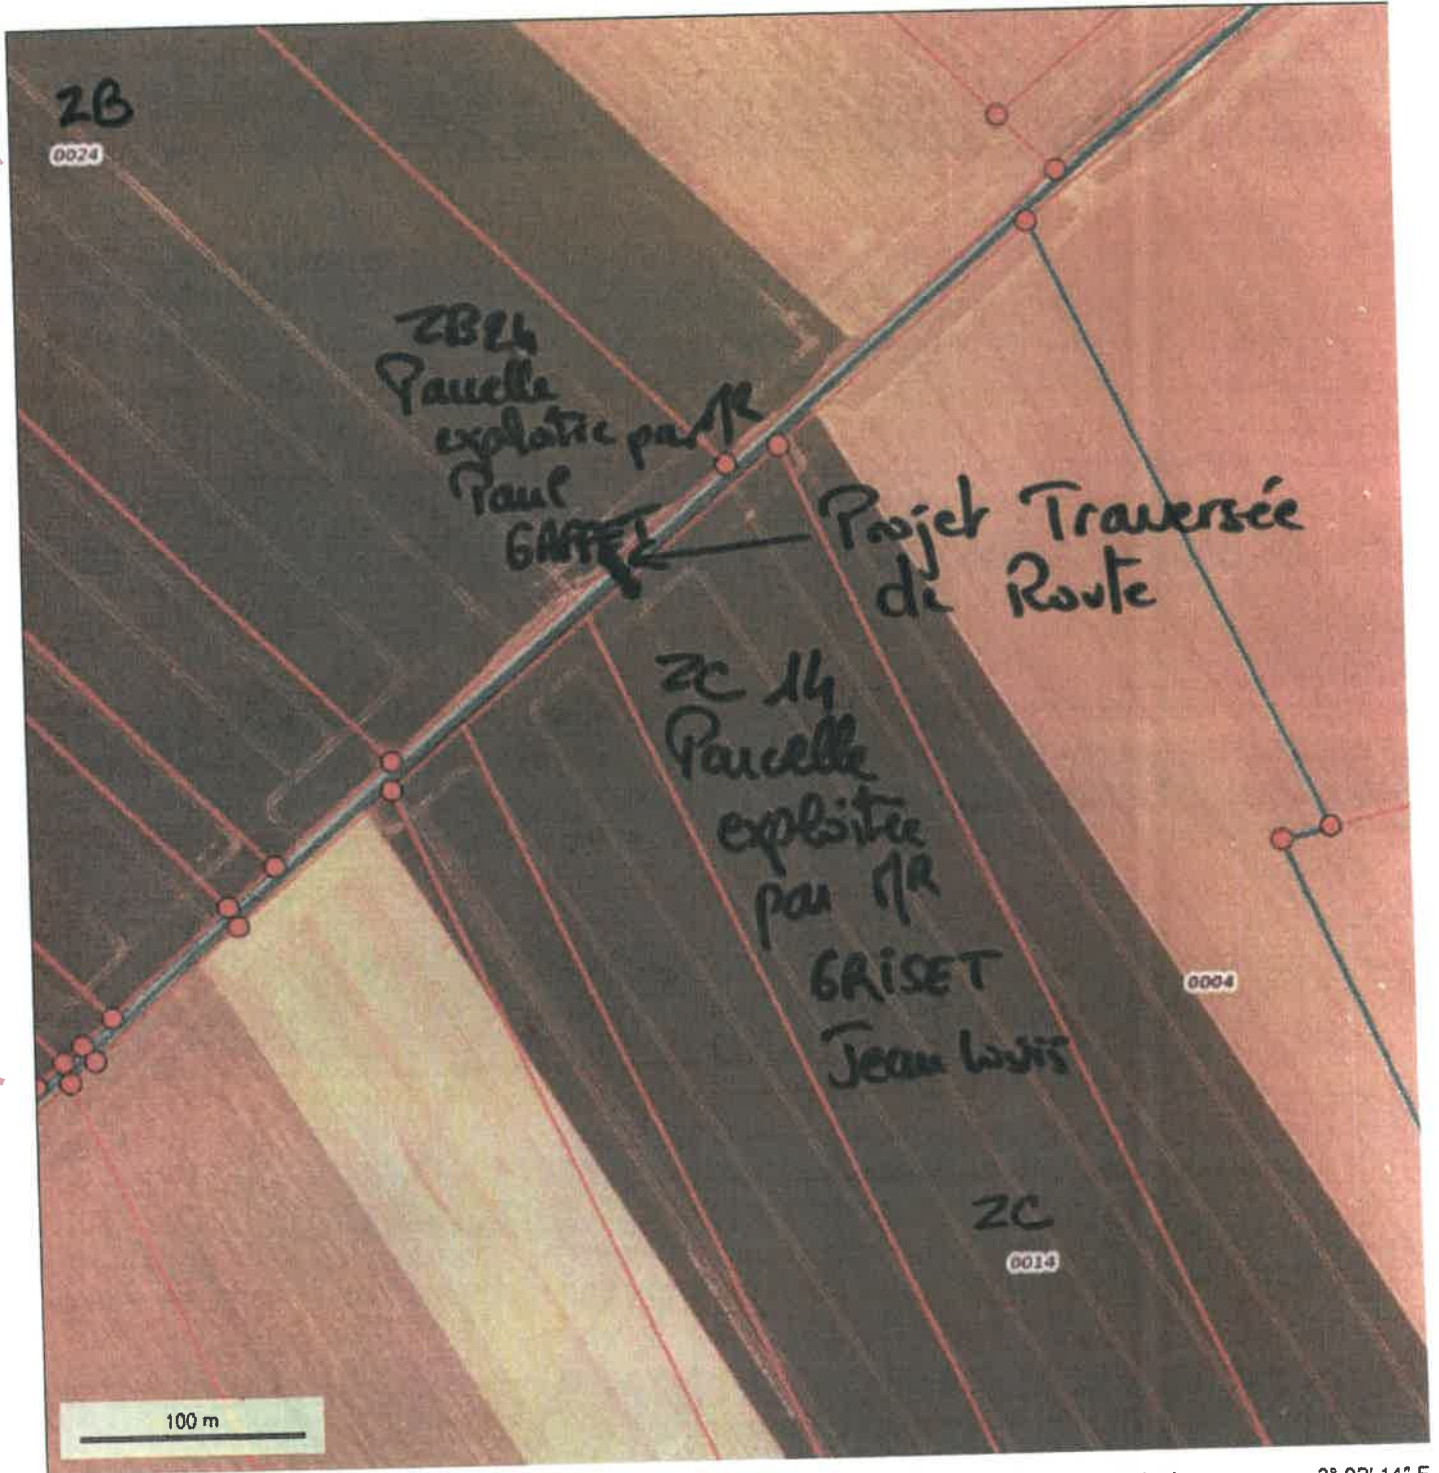 ZB
0024
ZB24
Parcelle
exploitée par MR
Paul
GAFFET
Projet Traversée
de Route
ZC 14
Parcelle
exploitée
par MR
GRISET
Jean Louis
0004
ZC
0014
100 m